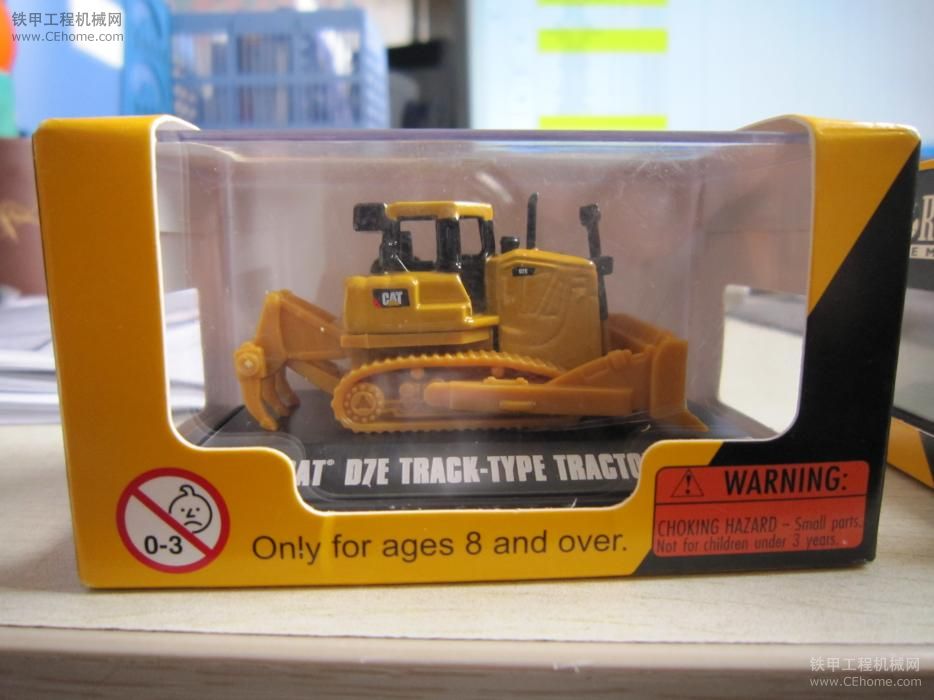 铁甲工程机械网
www.CEhome.com
CAT
D7E
AT® D7E TRACK-TYPE TRACTO
0-3
Only for ages 8 and over.
WARNING:
CHOKING HAZARD – Small parts.
Not for children under 3 years.
铁甲工程机械网
www.CEhome.com